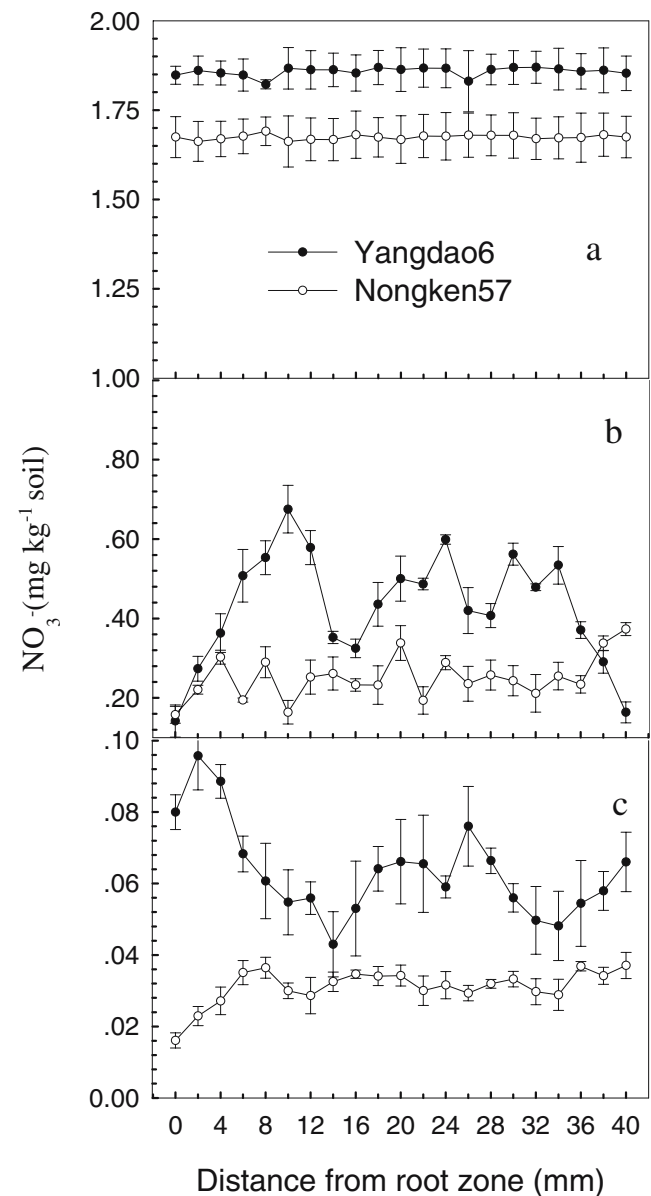 2.00
1.75
1.50
1.25
1.00
Yangdao6
Nongken57
a
.80
.60
.40
.20
b
.10
.08
.06
.04
.02
0.00
c
NO₃⁻(mg kg⁻¹ soil)
0 4 8 12 16 20 24 28 32 36 40
Distance from root zone (mm)